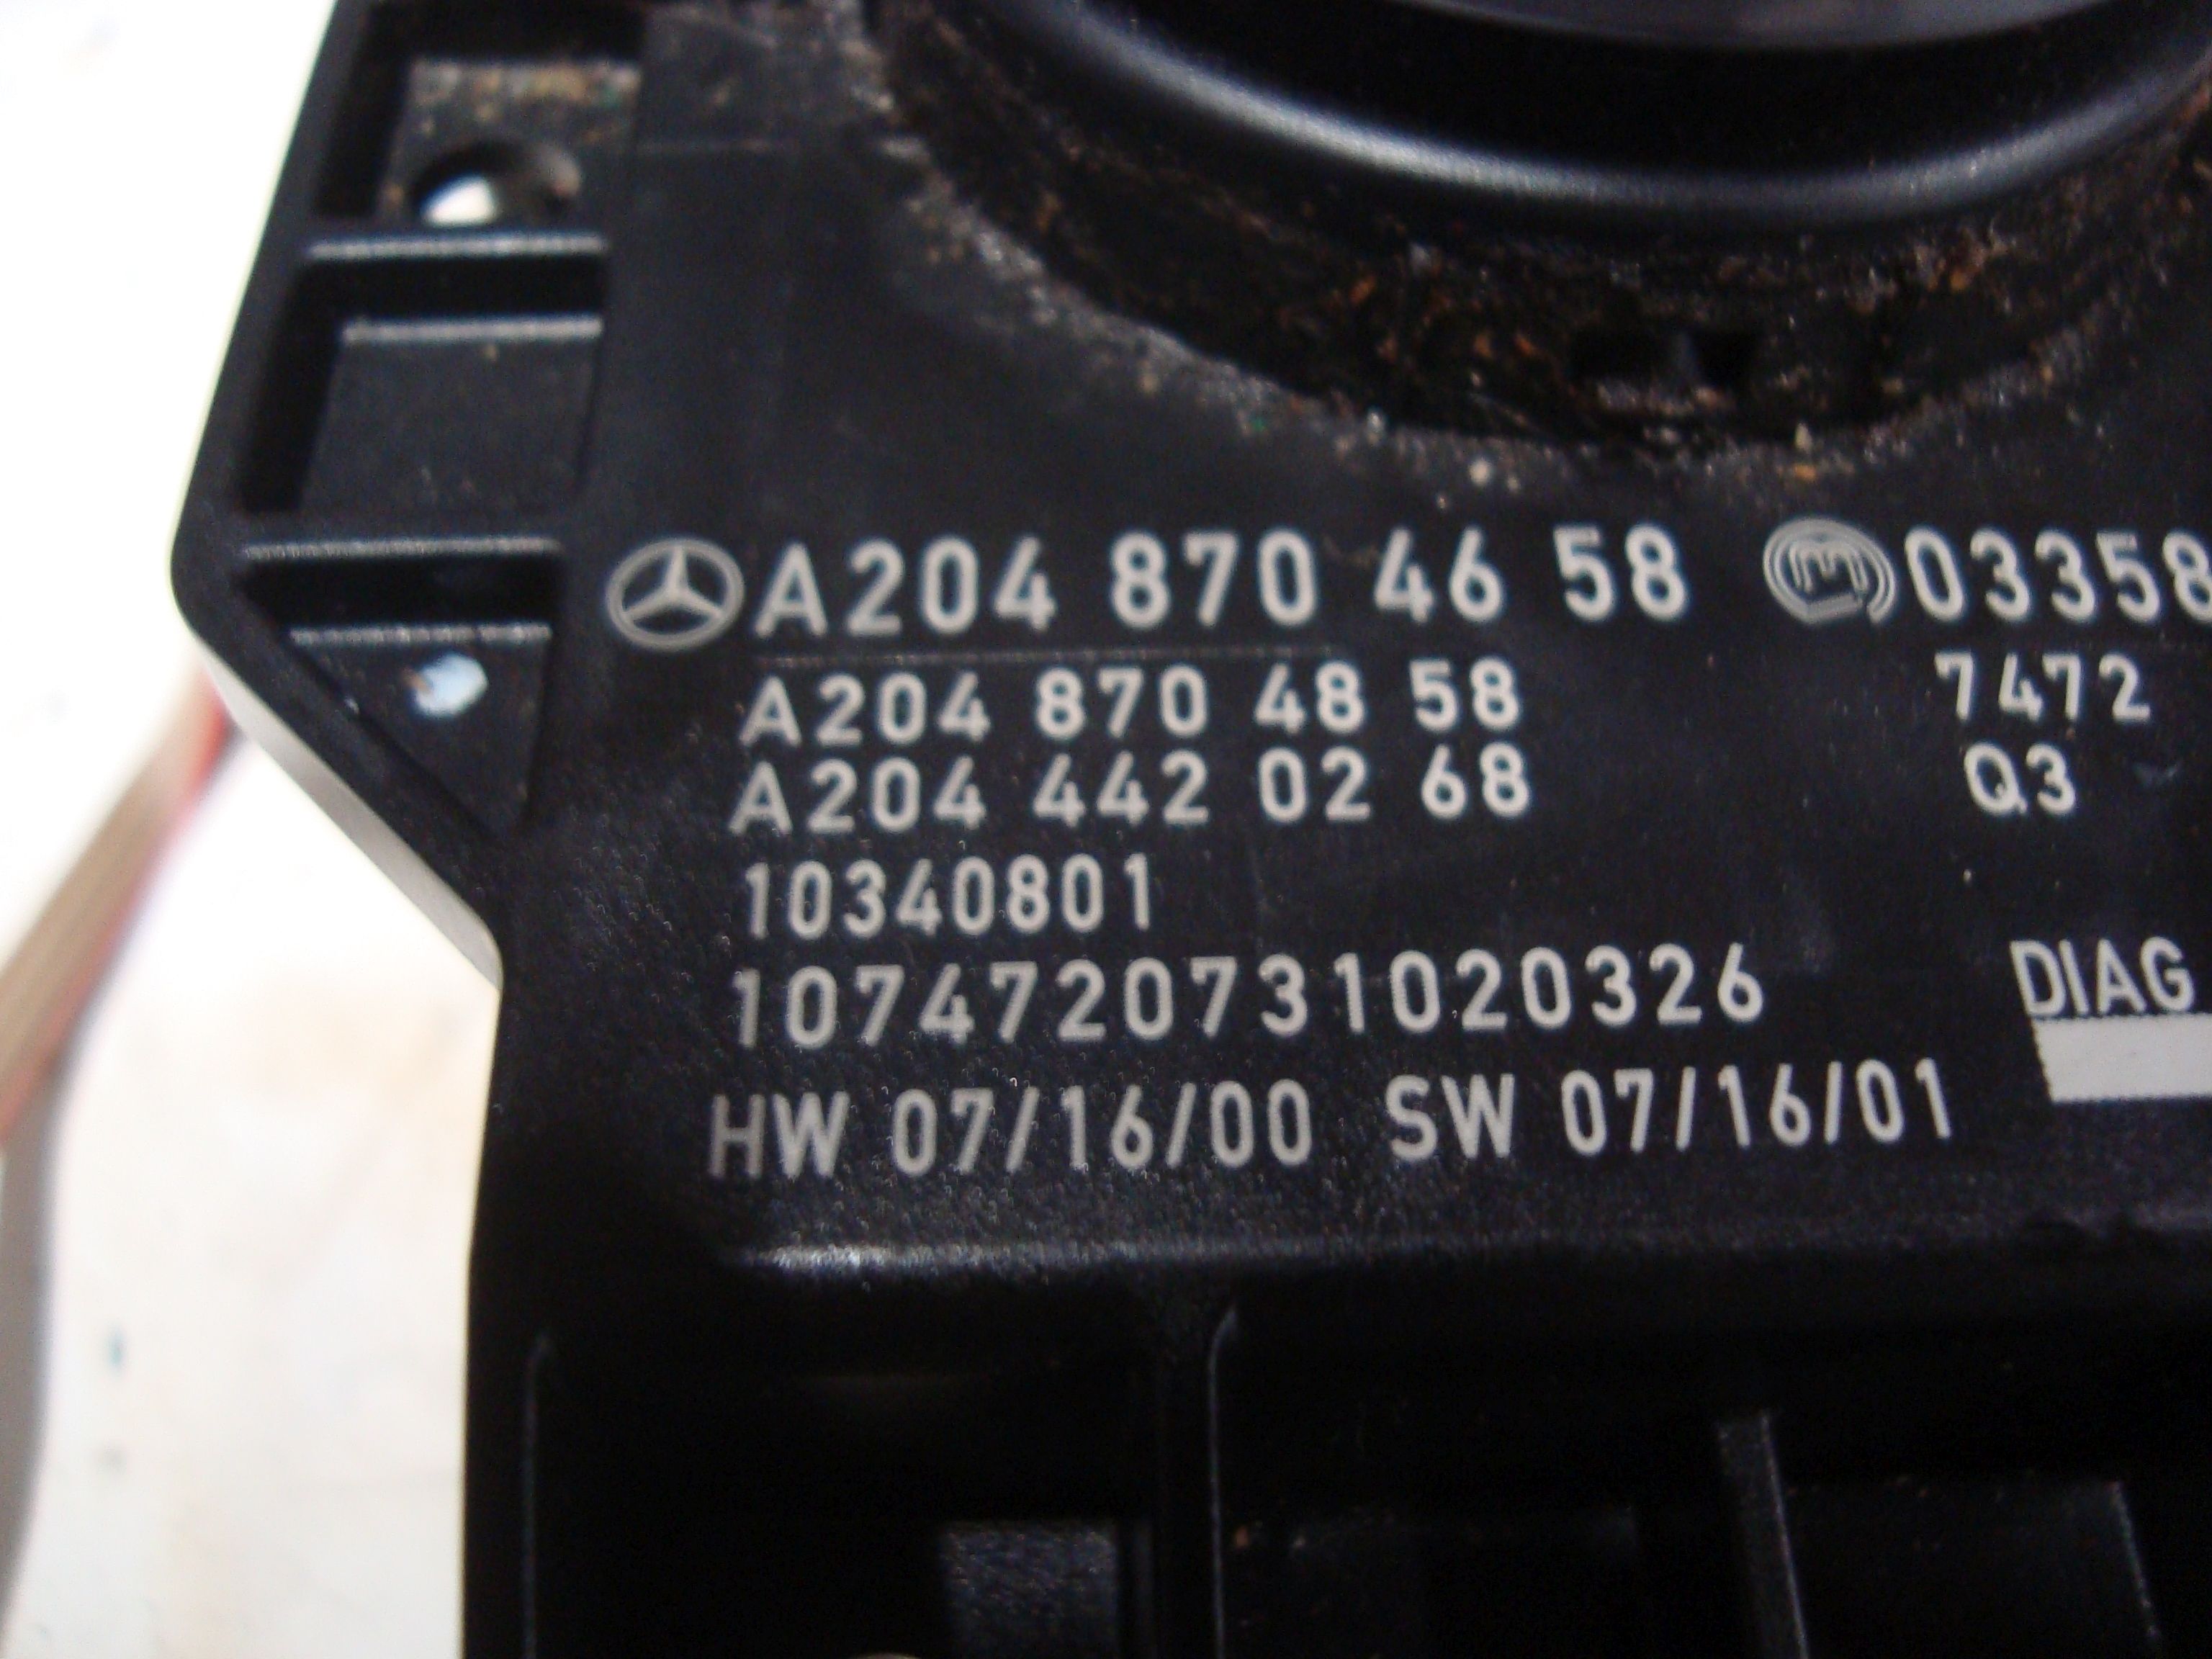 A204 870 46 58 03358
A204 870 48 58 7472
A204 442 02 68 Q3
10340801
1074720731020326 DIAG
HW 07/16/00 SW 07/16/01